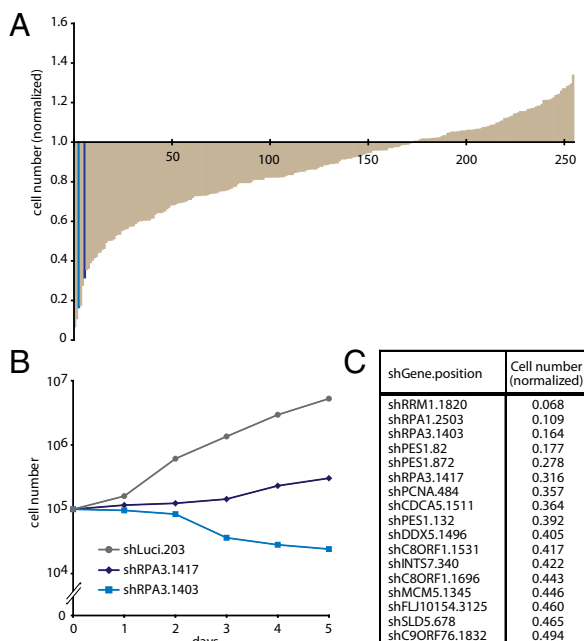 A
1.6
1.4
1.2
1.0
0.8
0.6
0.4
0.2
0
cell number (normalized)
50 100 150 200 250
B
10⁷
10⁶
10⁵
10⁴
0
cell number
shLuci.203
shRPA3.1417
shRPA3.1403
0 1 2 3 4 5
days
C
shGene.position Cell number (normalized)
shRRM1.1820 0.068
shRPA1.2503 0.109
shRPA3.1403 0.164
shPES1.82 0.177
shPES1.872 0.278
shRPA3.1417 0.316
shPCNA.484 0.357
shCDCA5.1511 0.364
shPES1.132 0.392
shDDX5.1496 0.405
shC8ORF1.1531 0.417
shINTS7.340 0.422
shC8ORF1.1696 0.443
shMCM5.1345 0.446
shFLJ10154.3125 0.460
shSLD5.678 0.465
shC9ORF76.1832 0.494